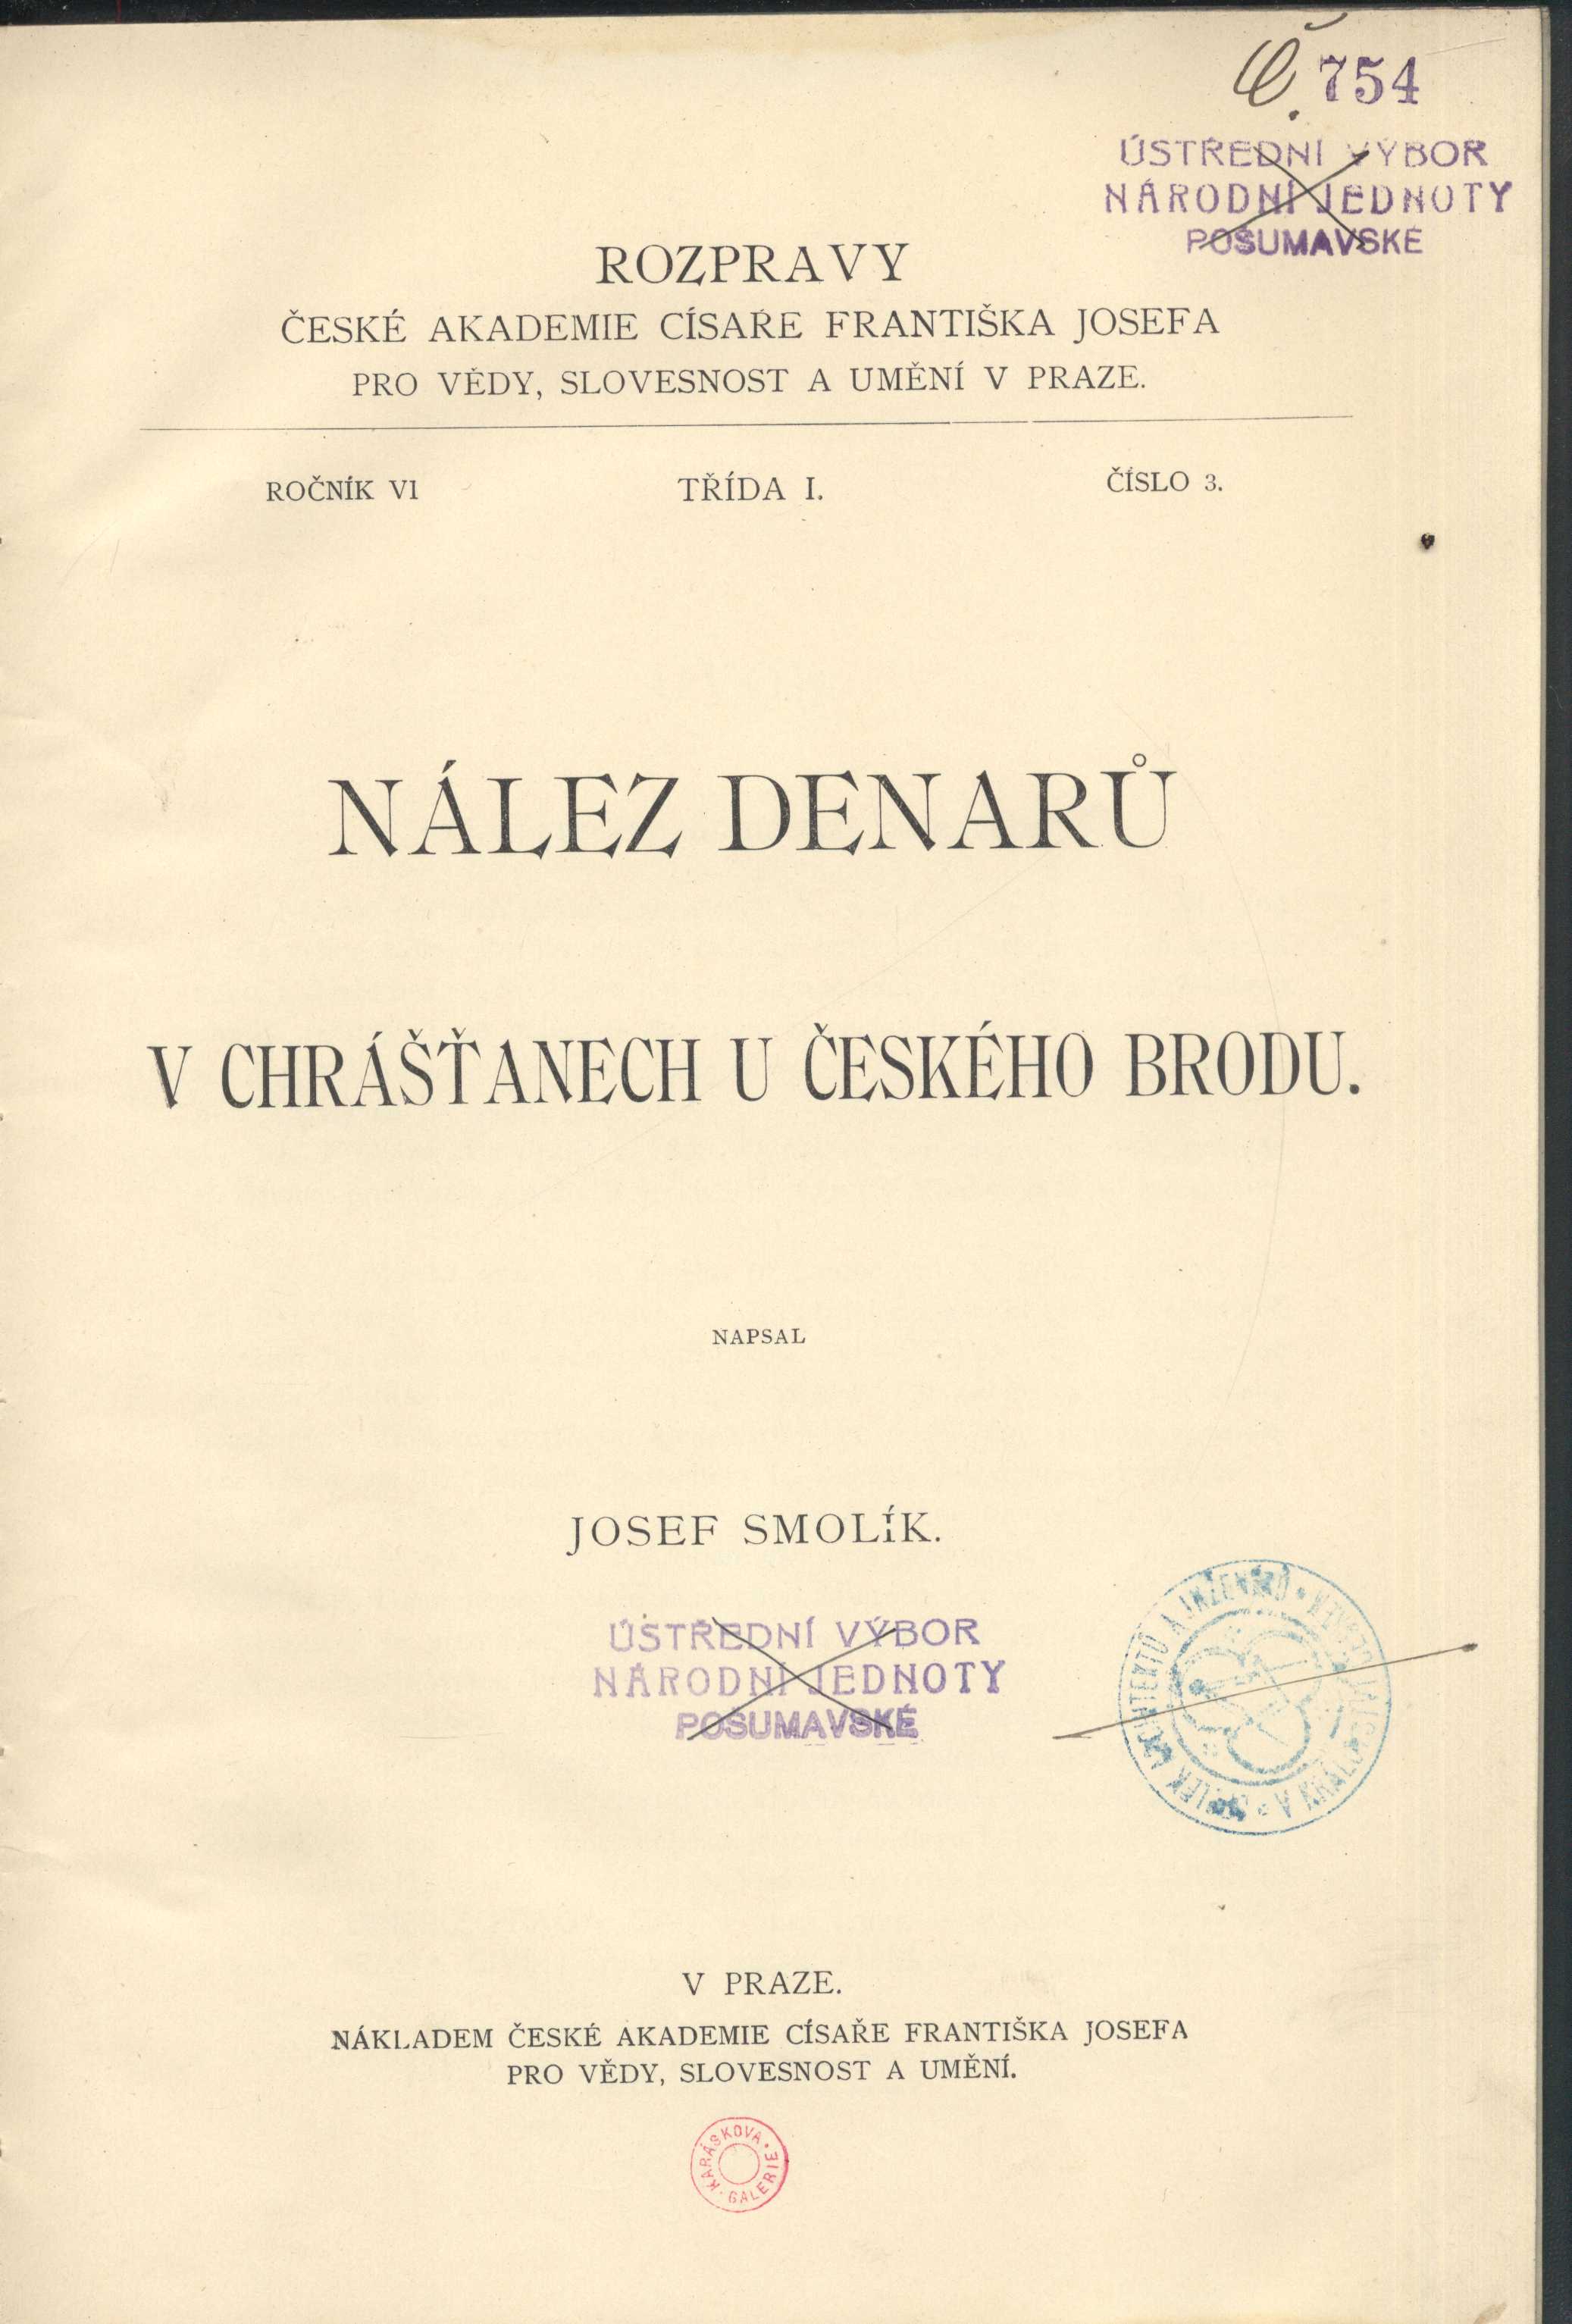 Č. 754
ÚSTŘEDNÍ VÝBOR
NÁRODNÍ JEDNOTY
POŠUMAVSKÉ
ROZPRAVY
ČESKÉ AKADEMIE CÍSAŘE FRANTIŠKA JOSEFA
PRO VĚDY, SLOVESNOST A UMĚNÍ V PRAZE.
ROČNÍK VI TŘÍDA I. ČÍSLO 3.
NÁLEZ DENARŮ
V CHRÁŠŤANECH U ČESKÉHO BRODU.
NAPSAL
JOSEF SMOLÍK.
ÚSTŘEDNÍ VÝBOR
NÁRODNÍ JEDNOTY
POŠUMAVSKÉ
A INŽENÝRŮ
V PRAZE.
NÁKLADEM ČESKÉ AKADEMIE CÍSAŘE FRANTIŠKA JOSEFA
PRO VĚDY, SLOVESNOST A UMĚNÍ.
KARÁSKOVA GALERIE